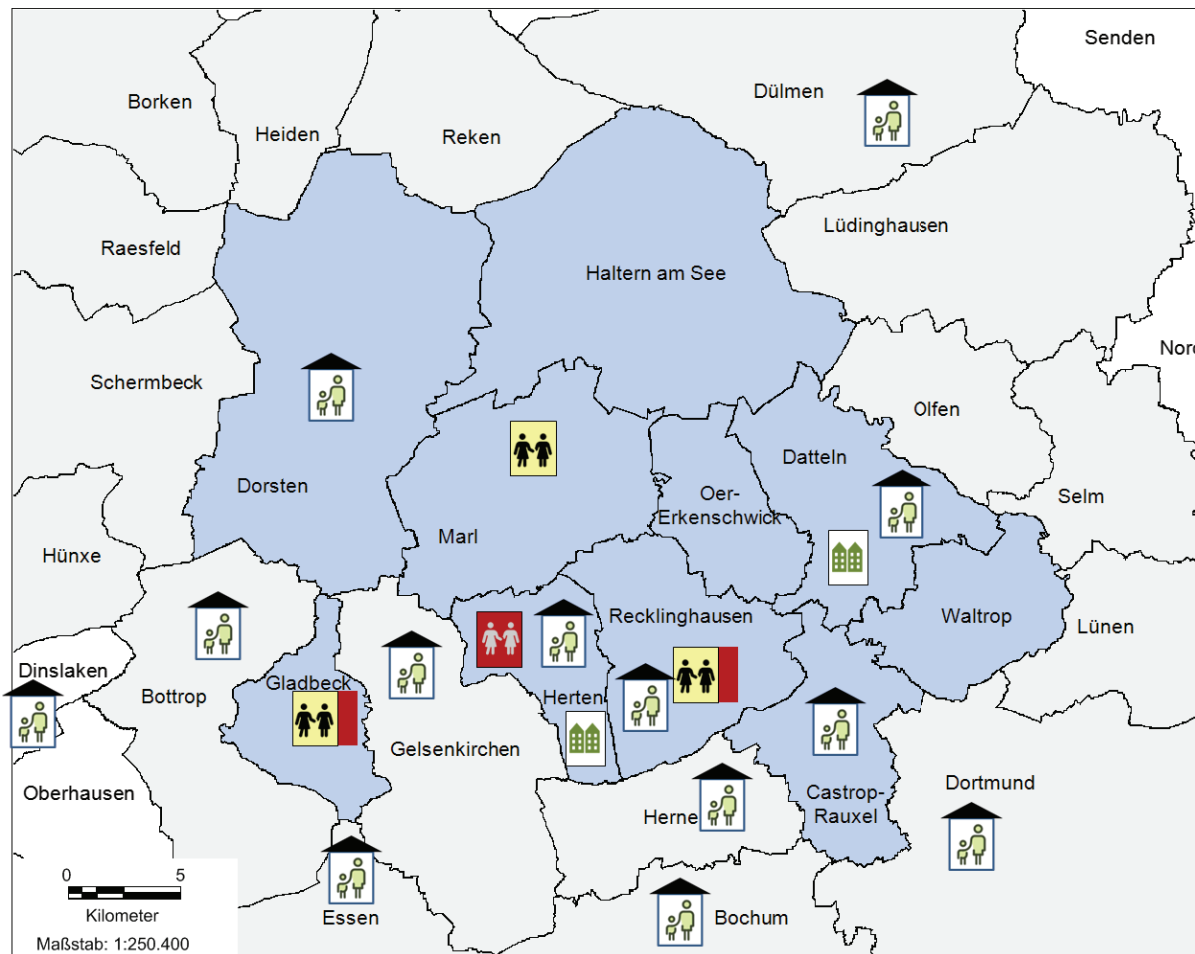 Senden
Borken
Dülmen
Heiden
Reken
Lüdinghausen
Raesfeld
Haltern am See
Nord
Schermbeck
Olfen
Datteln
Dorsten
Oer-
Erkenschwick
Selm
Marl
Hünxe
Recklinghausen
Waltrop
Lünen
Dinslaken
Gladbeck
Bottrop
Herten
Gelsenkirchen
Oberhausen
Castrop-
Rauxel
Dortmund
Herne
0 5
Kilometer
Essen
Bochum
Maßstab: 1:250.400